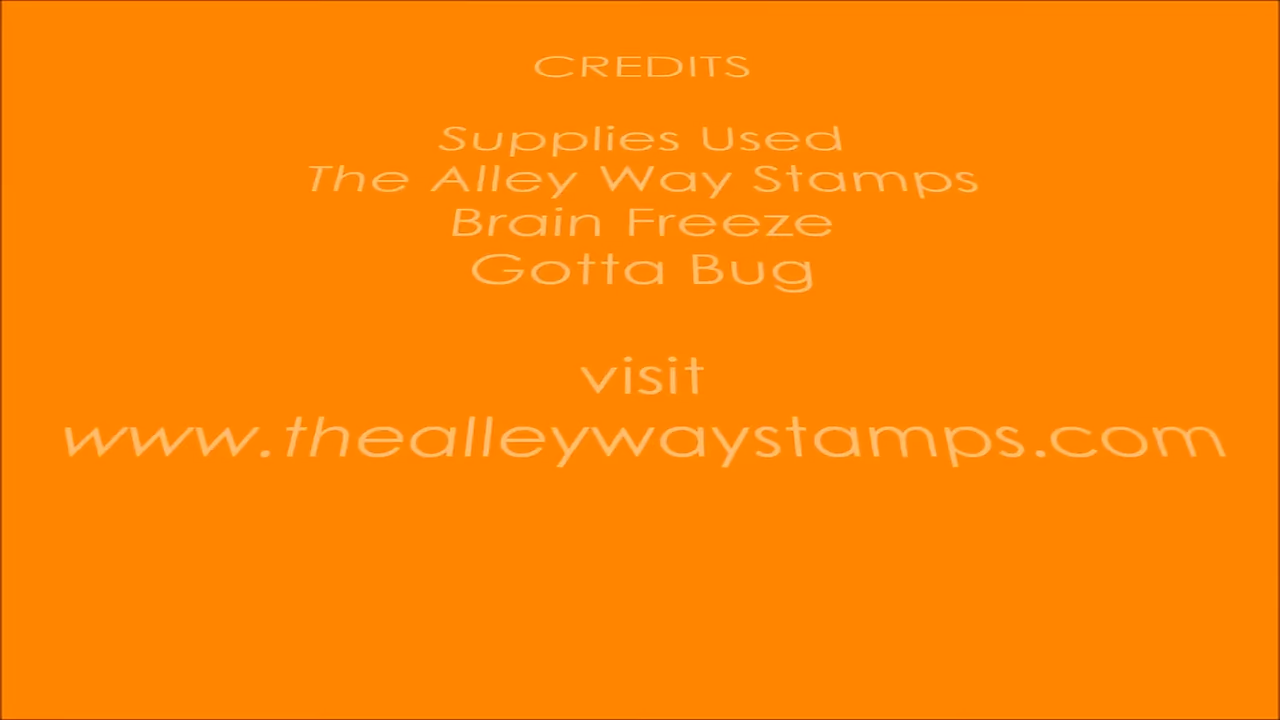 CREDITS
Supplies Used
The Alley Way Stamps
Brain Freeze
Gotta Bug
visit
www.thealleywaystamps.com